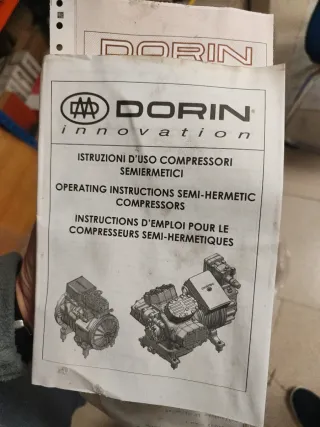 DORIN
DORIN®
innovation
ISTRUZIONI D'USO COMPRESSORI
SEMIERMETICI
OPERATING INSTRUCTIONS SEMI-HERMETIC
COMPRESSORS
INSTRUCTIONS D'EMPLOI POUR LE
COMPRESSEURS SEMI-HERMETIQUES